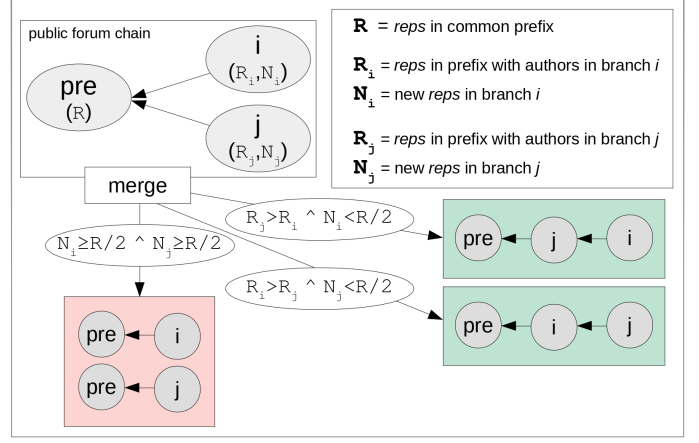 public forum chain
i
(Ri,Ni)
pre
(R)
j
(Rj,Nj)
R = reps in common prefix
Ri = reps in prefix with authors in branch i
Ni = new reps in branch i
Rj = reps in prefix with authors in branch j
Nj = new reps in branch j
merge
Rj>Ri ^ Ni<R/2
Ni≥R/2 ^ Nj≥R/2
Ri>Rj ^ Nj<R/2
pre j i
pre i j
pre i
pre j